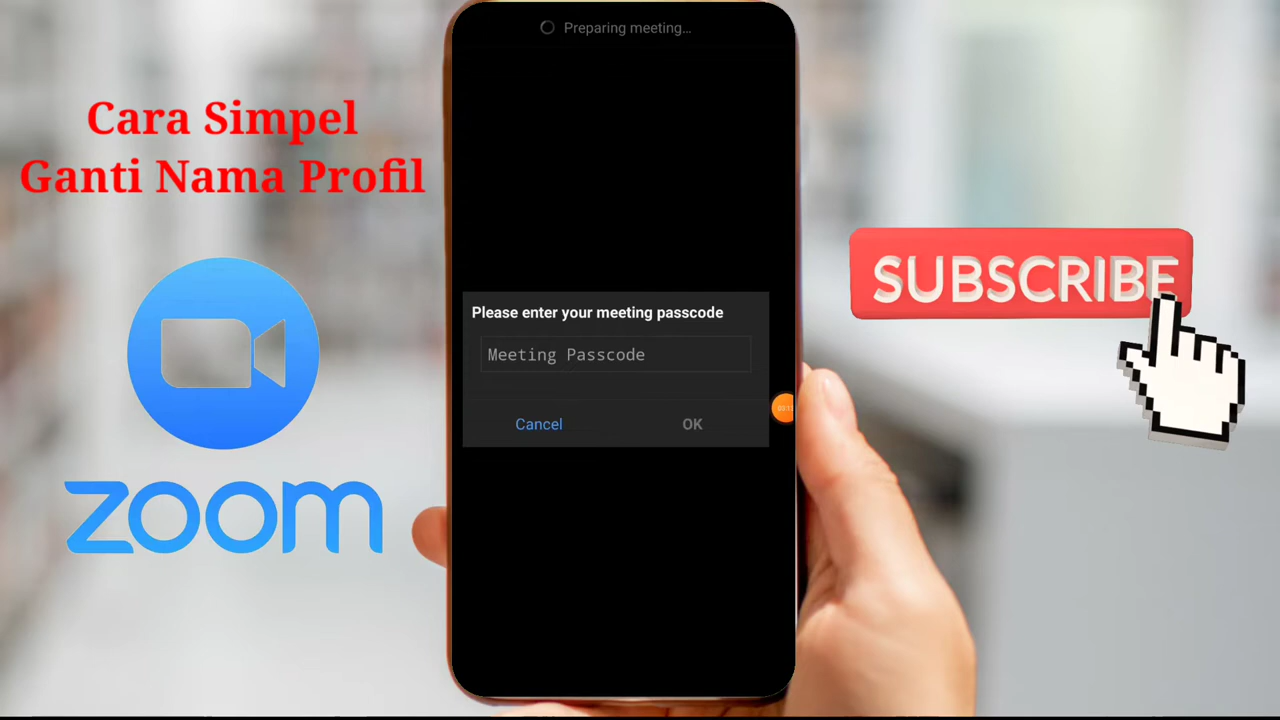 Preparing meeting...
Cara Simpel
Ganti Nama Profil
zoom
Please enter your meeting passcode
Meeting Passcode
Cancel
OK
SUBSCRIBE